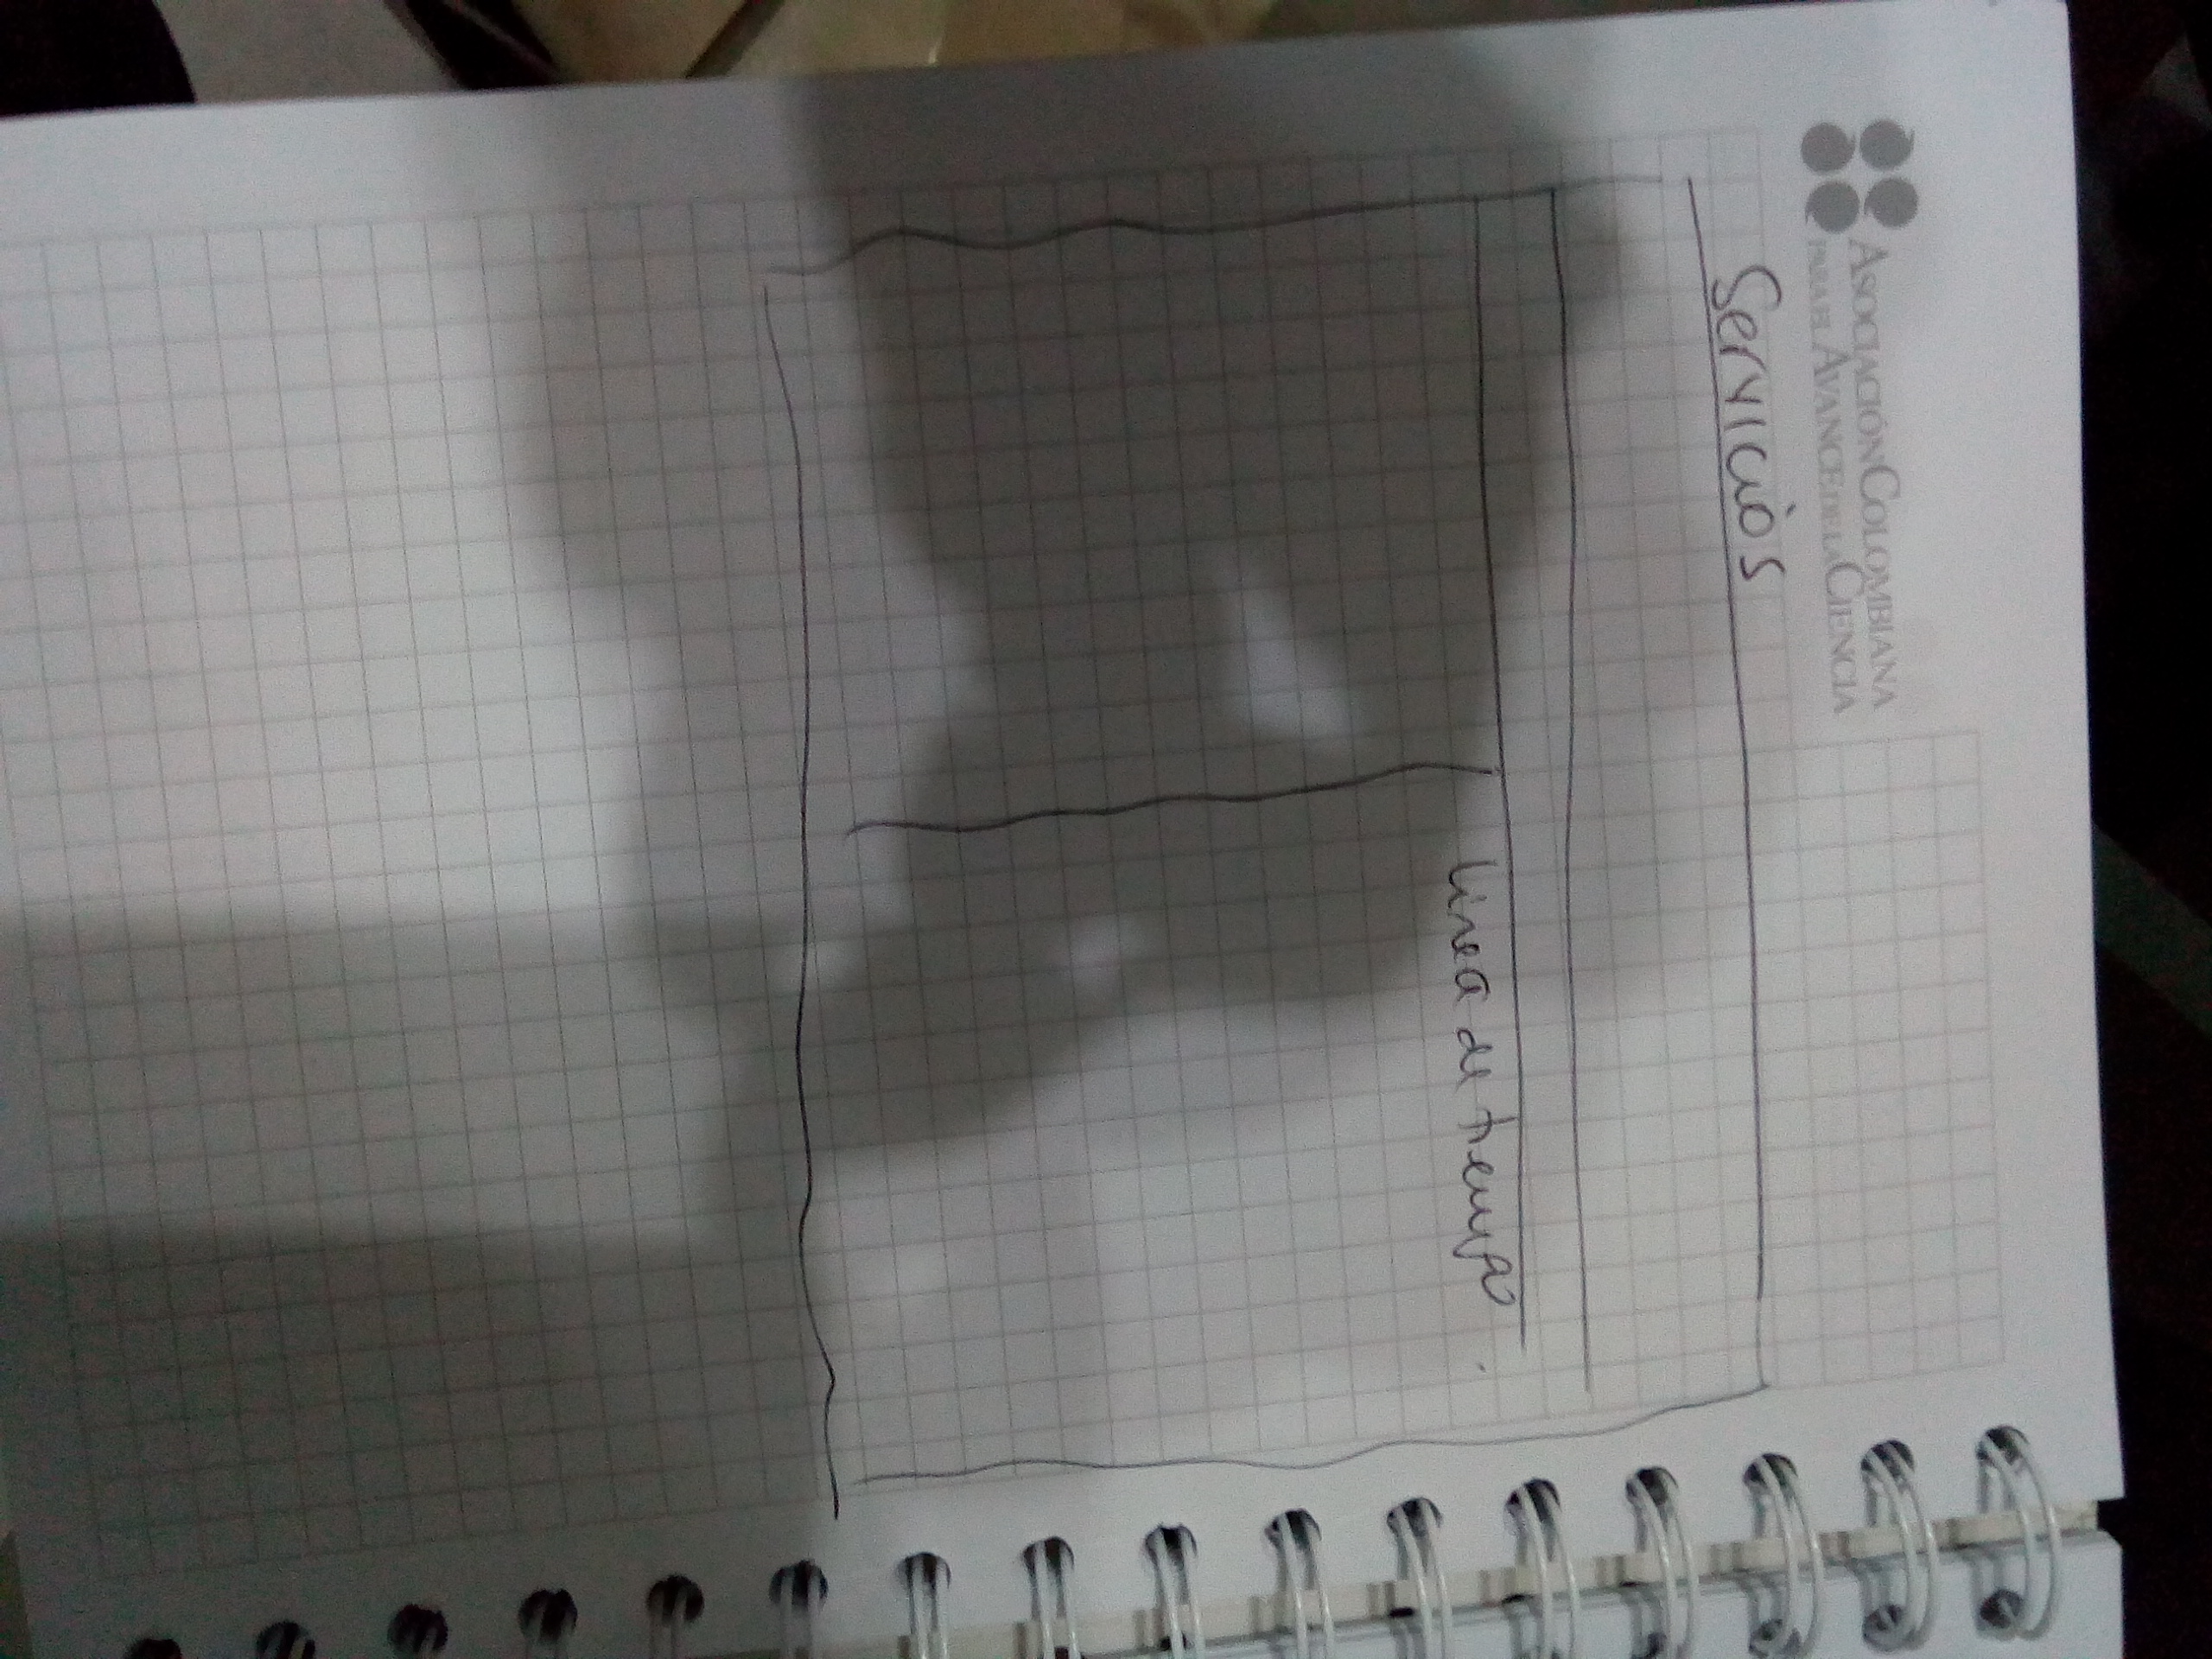 ASOCIACIÓN COLOMBIANA
PARA EL AVANCE DE LA CIENCIA
Servicios
línea de tiempo